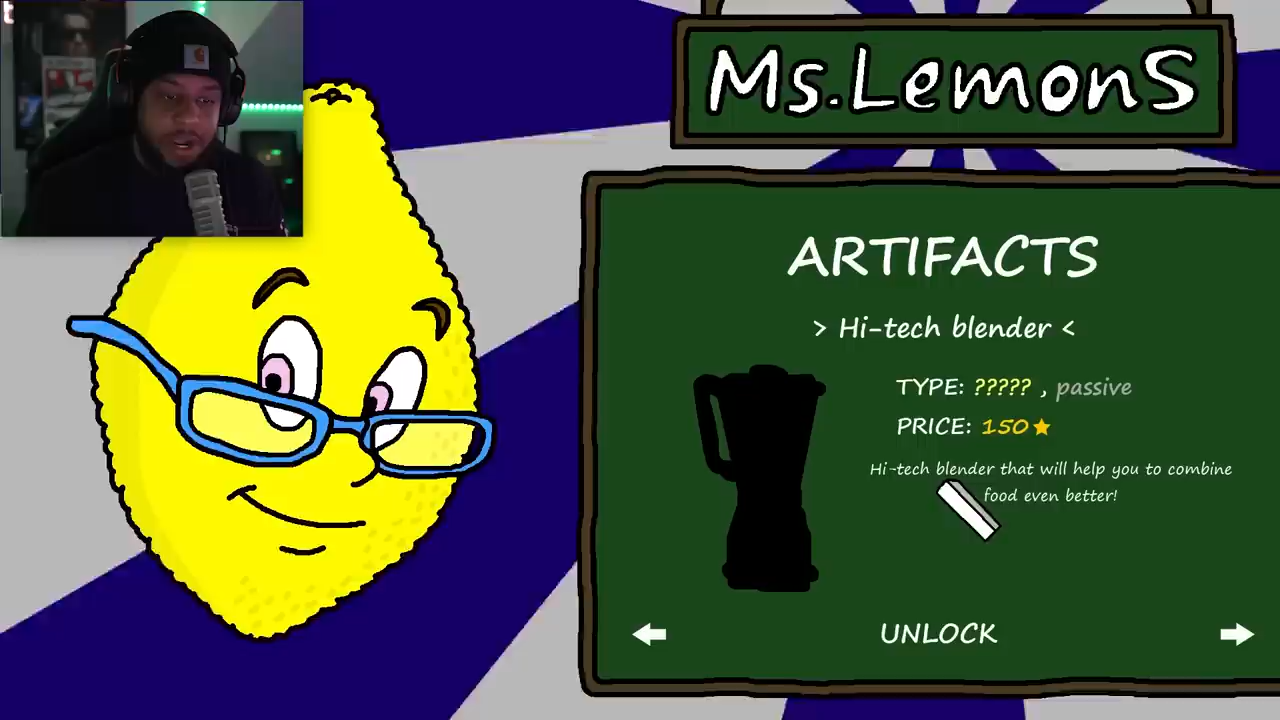 Ms.LemonS
ARTIFACTS
> Hi-tech blender <
TYPE: ????? , passive
PRICE: 150★
Hi-tech blender that will help you to combine
food even better!
UNLOCK